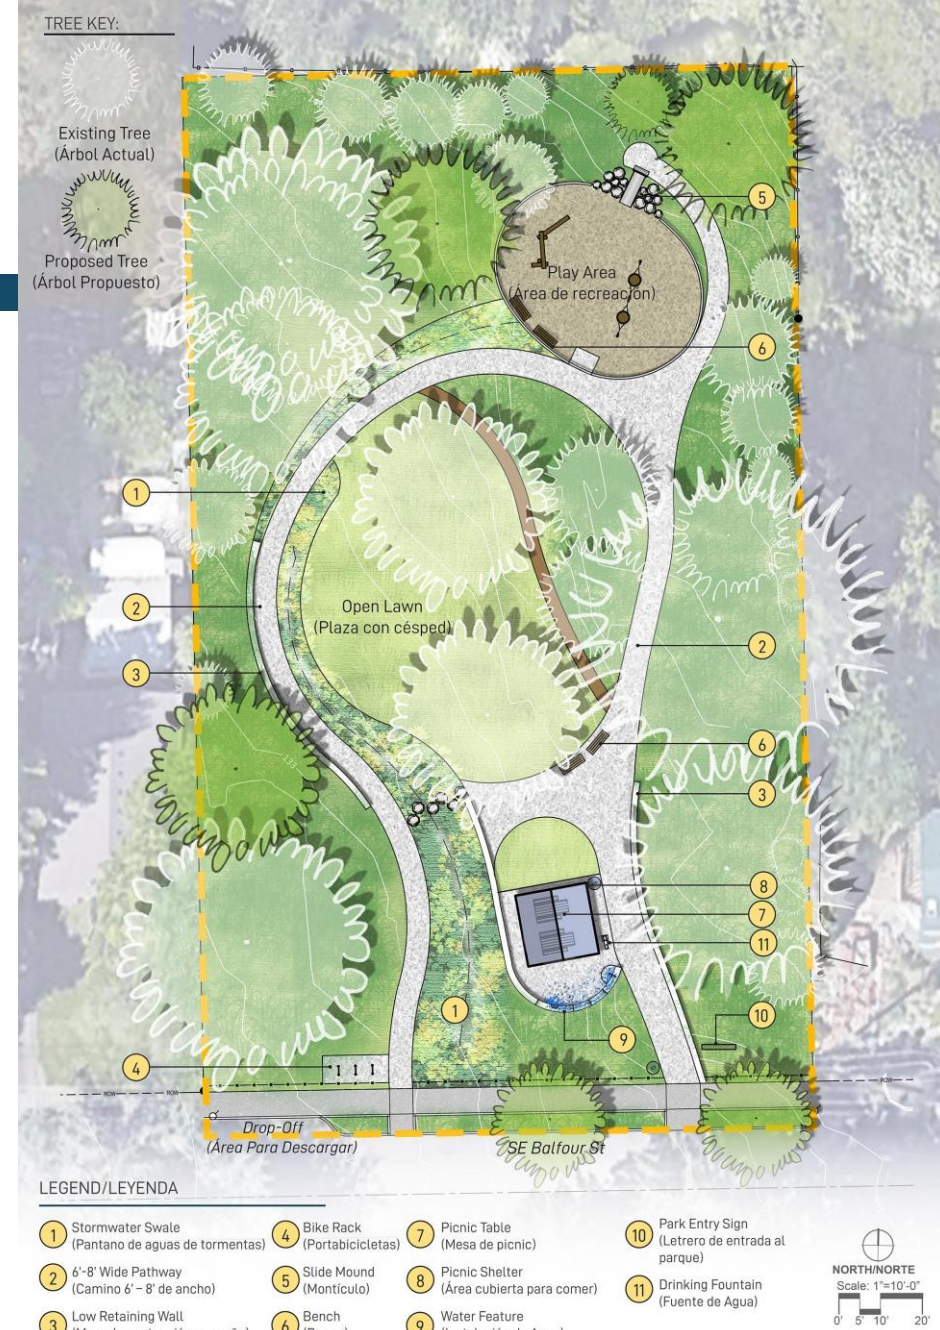 TREE KEY:
Existing Tree
(Árbol Actual)
Proposed Tree
(Árbol Propuesto)
5
Play Area
(Área de recreación)
6
1
Open Lawn
(Plaza con césped)
2
2
3
6
3
8
7
11
1
10
9
4
ROW
ROW
ROW
Drop-Off
(Área Para Descargar)
SE Balfour St
LEGEND/LEYENDA
1 Stormwater Swale
(Pantano de aguas de tormentas)
2 6'-8' Wide Pathway
(Camino 6' – 8' de ancho)
3 Low Retaining Wall
4 Bike Rack
(Portabicicletas)
5 Slide Mound
(Montículo)
6 Bench
7 Picnic Table
(Mesa de picnic)
8 Picnic Shelter
(Área cubierta para comer)
9 Water Feature
10 Park Entry Sign
(Letrero de entrada al
parque)
11 Drinking Fountain
(Fuente de Agua)
NORTH/NORTE
Scale: 1"=10'-0"
0' 5' 10' 20'